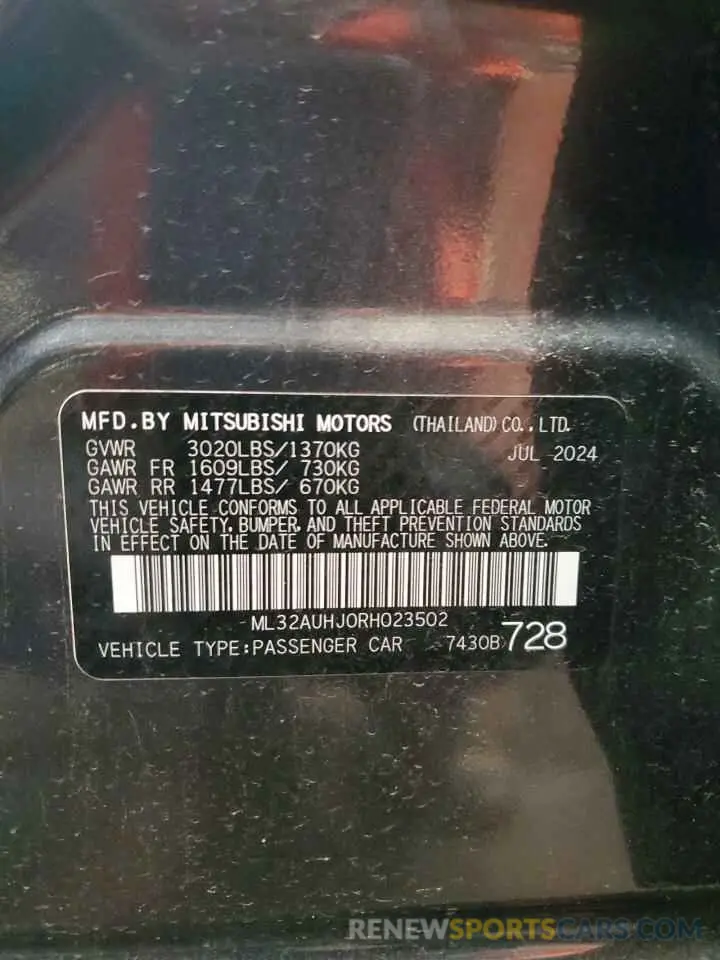 MFD.BY MITSUBISHI MOTORS (THAILAND) CO., LTD.
GVWR 3020LBS/1370KG JUL 2024
GAWR FR 1609LBS/ 730KG
GAWR RR 1477LBS/ 670KG
THIS VEHICLE CONFORMS TO ALL APPLICABLE FEDERAL MOTOR
VEHICLE SAFETY, BUMPER, AND THEFT PREVENTION STANDARDS
IN EFFECT ON THE DATE OF MANUFACTURE SHOWN ABOVE.
ML32AUHJ0RH023502
VEHICLE TYPE:PASSENGER CAR 7430B 728
RENEWSPORTSCARS.COM